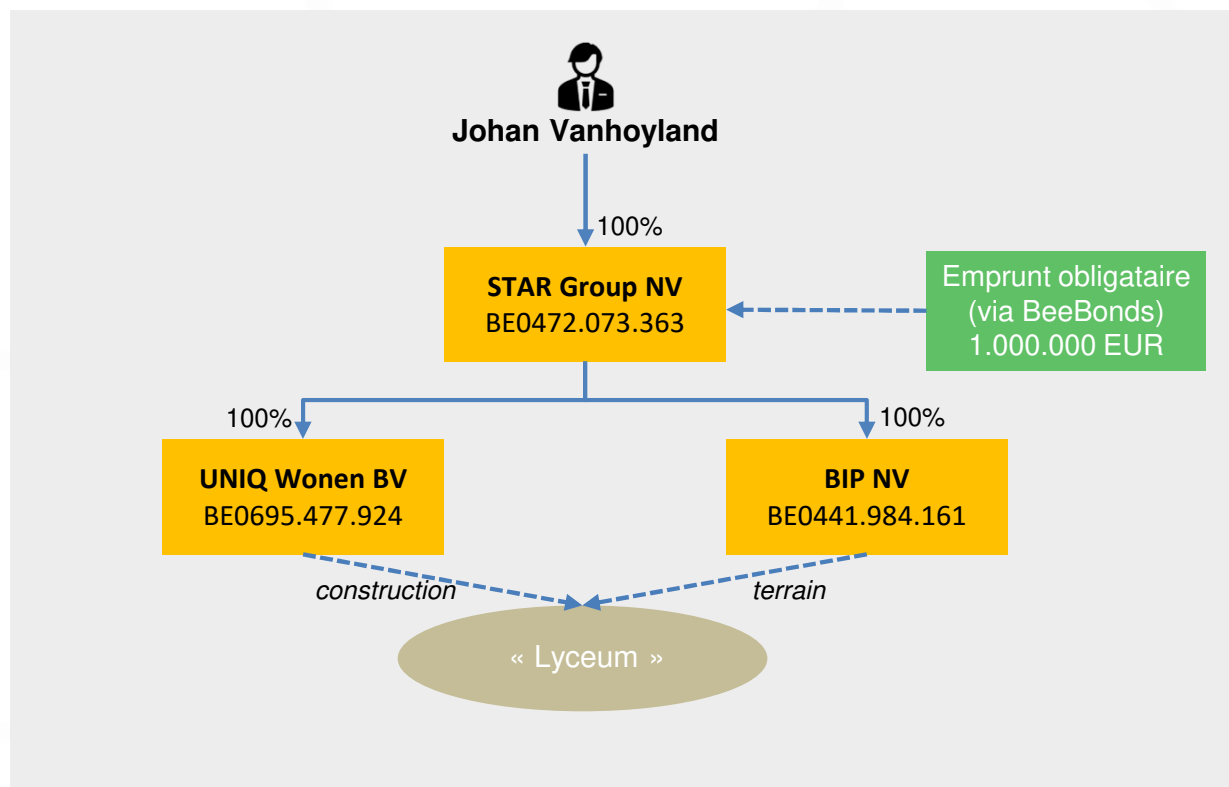 Johan Vanhoyland
100%
STAR Group NV
BE0472.073.363
Emprunt obligataire
(via BeeBonds)
1.000.000 EUR
100%
100%
UNIQ Wonen BV
BE0695.477.924
BIP NV
BE0441.984.161
construction
terrain
« Lyceum »